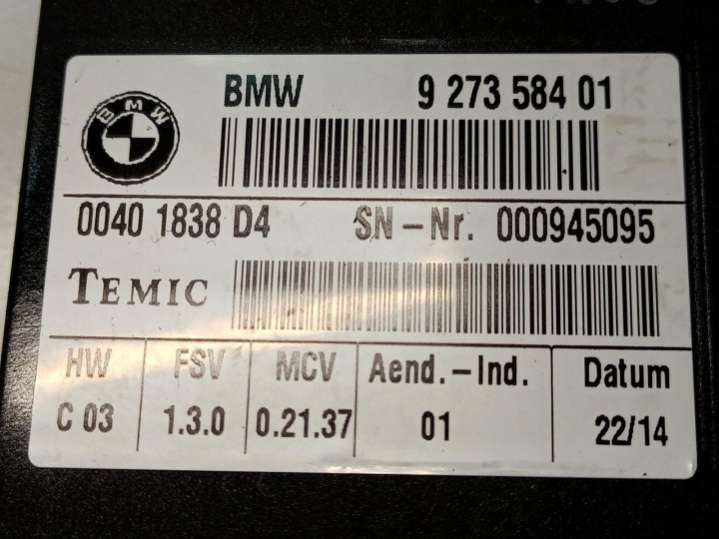 BMW
BMW 9 273 584 01
0040 1838 D4 SN-Nr. 000945095
TEMIC
HW FSV MCV Aend.-Ind. Datum
C 03 1.3.0 0.21.37 01 22/14